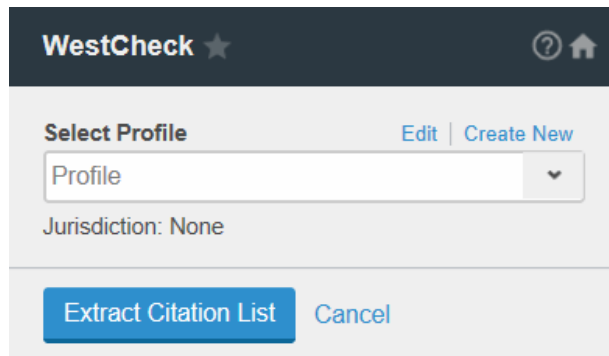 WestCheck
Select Profile Edit | Create New
Profile
Jurisdiction: None
Extract Citation List Cancel